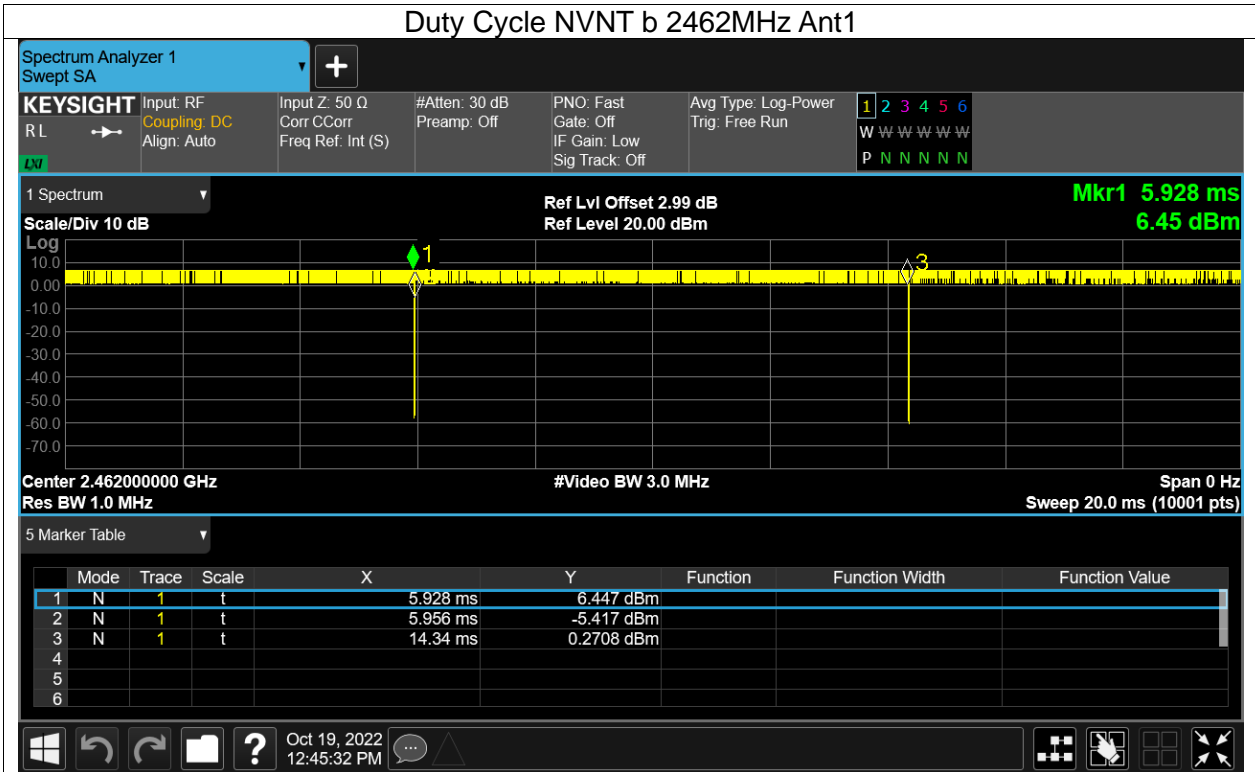 Duty Cycle NVNT b 2462MHz Ant1
Spectrum Analyzer 1
Swept SA
+
KEYSIGHT Input: RF Input Z: 50 Ω #Atten: 30 dB PNO: Fast Avg Type: Log-Power 1 2 3 4 5 6
RL Coupling: DC Corr CCorr Preamp: Off Gate: Off Trig: Free Run
Align: Auto Freq Ref: Int (S) IF Gain: Low W W W W W W
LXI Sig Track: Off P N N N N N
1 Spectrum Ref Lvl Offset 2.99 dB Mkr1 5.928 ms
Scale/Div 10 dB Ref Level 20.00 dBm 6.45 dBm
Log
1
3
10.0
0.00
-10.0
-20.0
-30.0
-40.0
-50.0
-60.0
-70.0
Center 2.462000000 GHz #Video BW 3.0 MHz Span 0 Hz
Res BW 1.0 MHz Sweep 20.0 ms (10001 pts)
5 Marker Table
Mode Trace Scale X Y Function Function Width Function Value
1 N 1 t 5.928 ms 6.447 dBm
2 N 1 t 5.956 ms -5.417 dBm
3 N 1 t 14.34 ms 0.2708 dBm
4
5
6
? Oct 19, 2022
12:45:32 PM